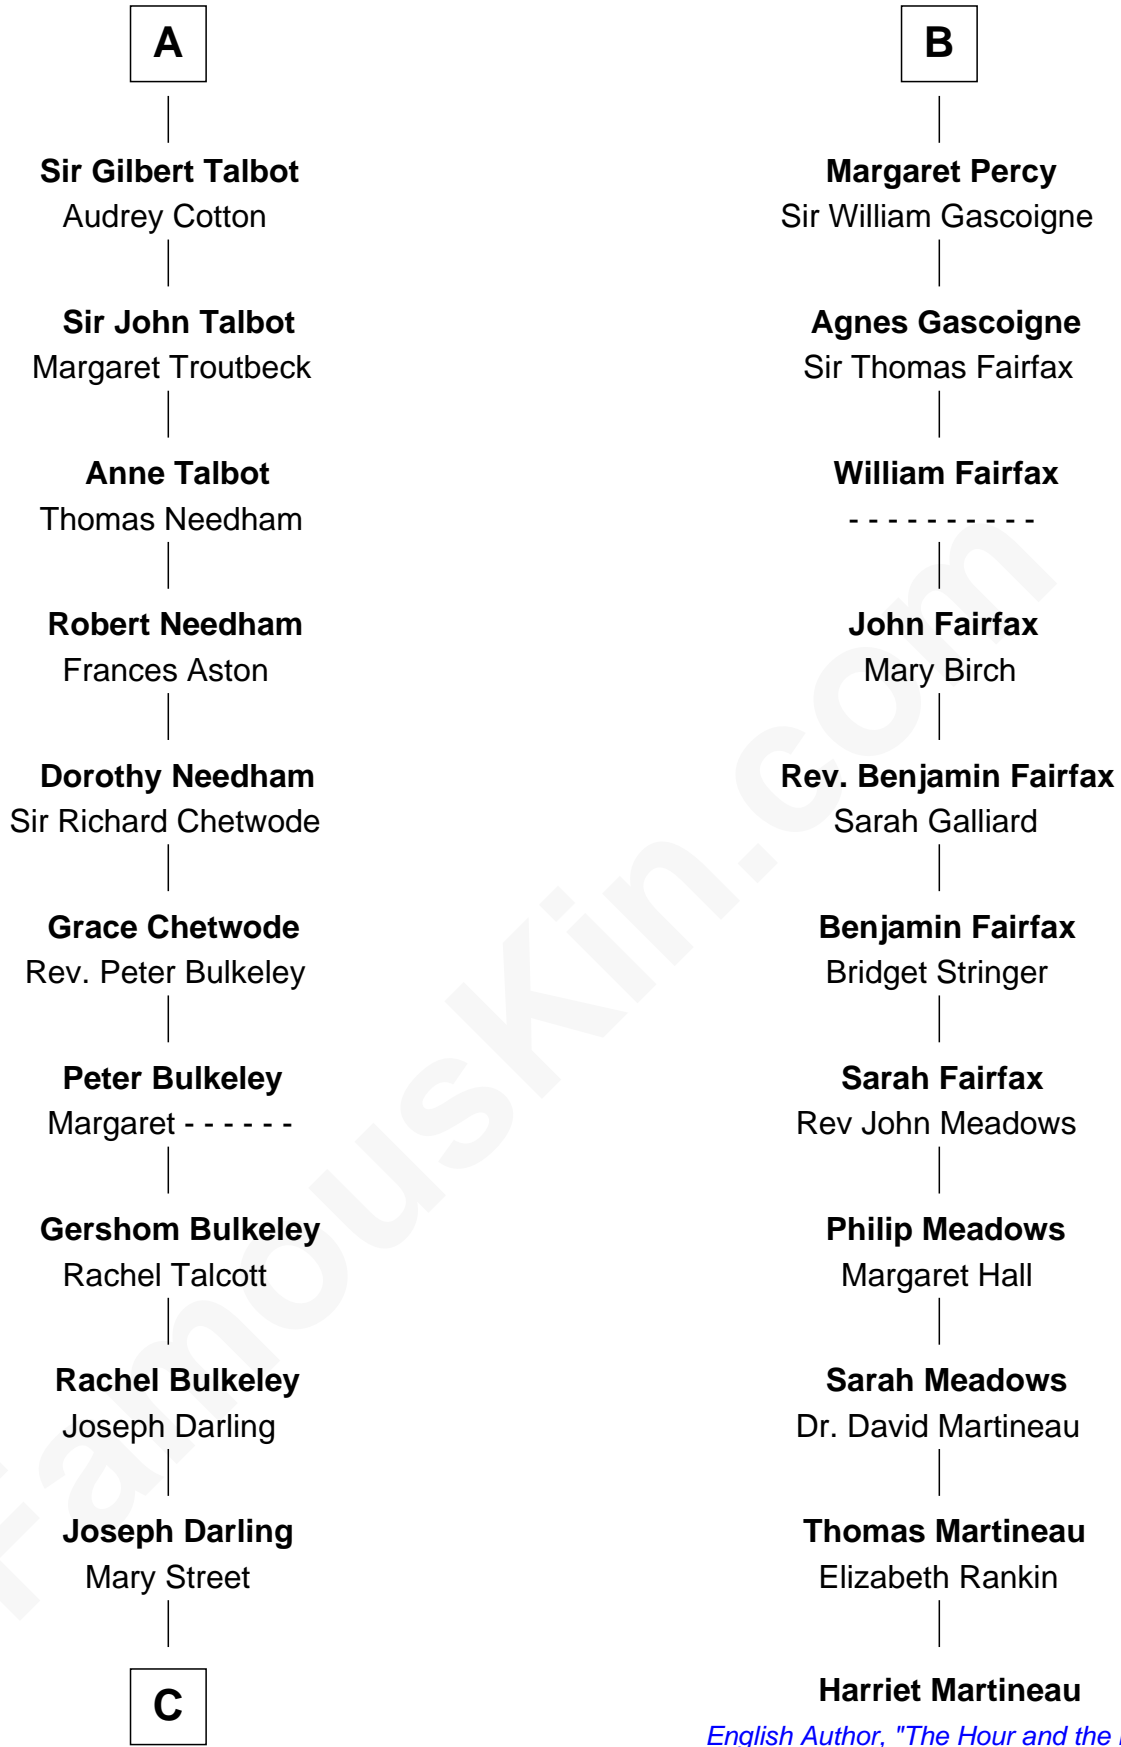 A
Sir Gilbert Talbot
Audrey Cotton
Sir John Talbot
Margaret Troutbeck
Anne Talbot
Thomas Needham
Robert Needham
Frances Aston
Dorothy Needham
Sir Richard Chetwode
Grace Chetwode
Rev. Peter Bulkeley
Peter Bulkeley
Margaret - - - - - -
Gershom Bulkeley
Rachel Talcott
Rachel Bulkeley
Joseph Darling
Joseph Darling
Mary Street
C
B
Margaret Percy
Sir William Gascoigne
Agnes Gascoigne
Sir Thomas Fairfax
William Fairfax
- - - - - - - - - -
John Fairfax
Mary Birch
Rev. Benjamin Fairfax
Sarah Galliard
Benjamin Fairfax
Bridget Stringer
Sarah Fairfax
Rev John Meadows
Philip Meadows
Margaret Hall
Sarah Meadows
Dr. David Martineau
Thomas Martineau
Elizabeth Rankin
Harriet Martineau
English Author, "The Hour and the
FamousKin.com